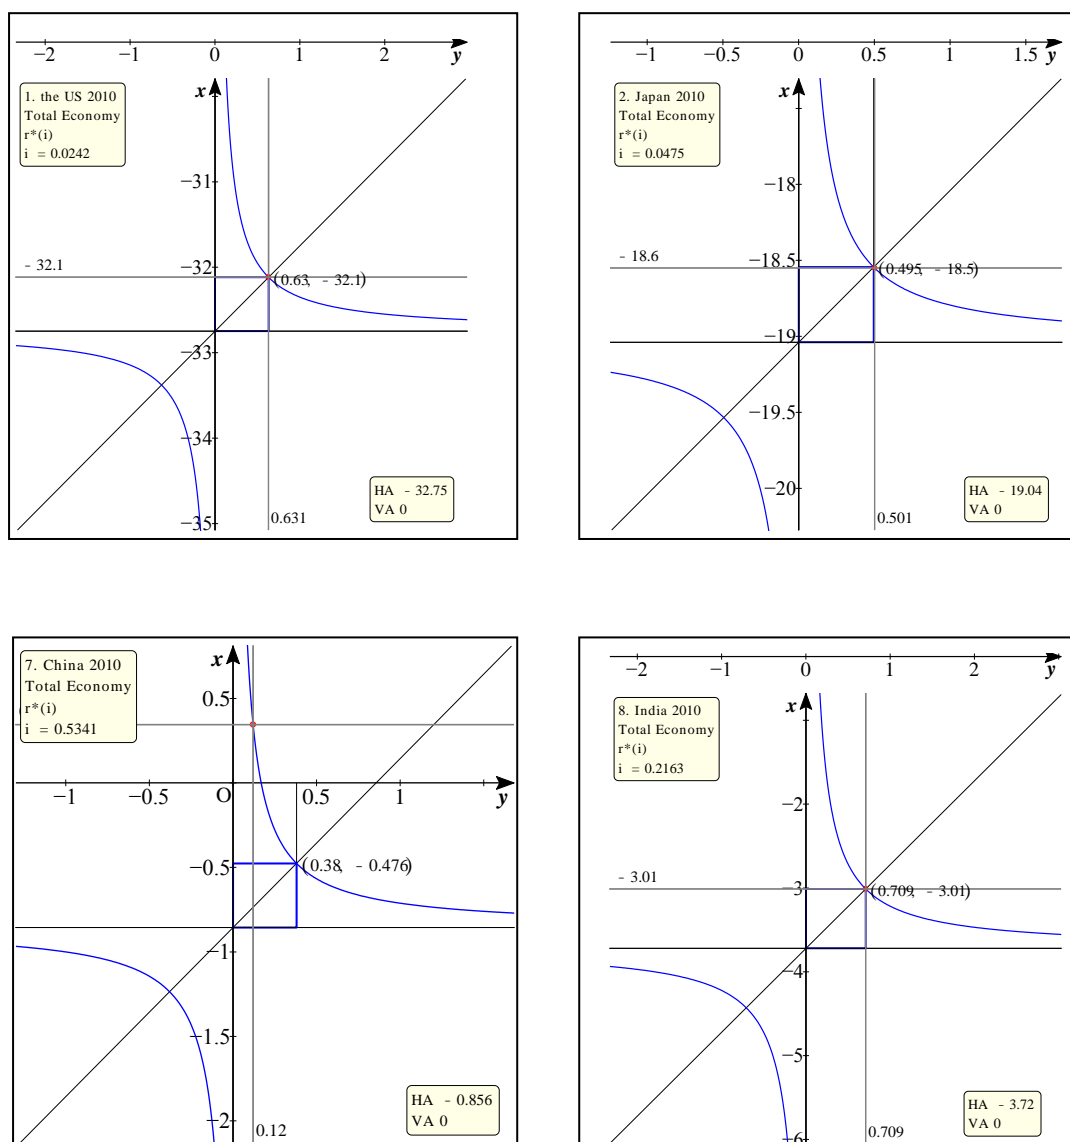 −2 −1 0 1 2 y
x
1. the US 2010
Total Economy
r*(i)
i = 0.0242
−31
- 32.1
−32
(0.63, - 32.1)
−33
−34
HA - 32.75
VA 0
−35
0.631
−1 −0.5 0 0.5 1 1.5 y
x
2. Japan 2010
Total Economy
r*(i)
i = 0.0475
−18
- 18.6
−18.5
(0.495, - 18.5)
−19
−19.5
−20
HA - 19.04
VA 0
0.501
7. China 2010
Total Economy
r*(i)
i = 0.5341
x
0.5
−1 −0.5 O 0.5 1 y
−0.5
(0.38, - 0.476)
−1
−1.5
HA - 0.856
VA 0
−2
0.12
−2 −1 0 1 2 y
x
8. India 2010
Total Economy
r*(i)
i = 0.2163
−2
- 3.01
−3
(0.709, - 3.01)
−4
−5
HA - 3.72
VA 0
0.709
−6